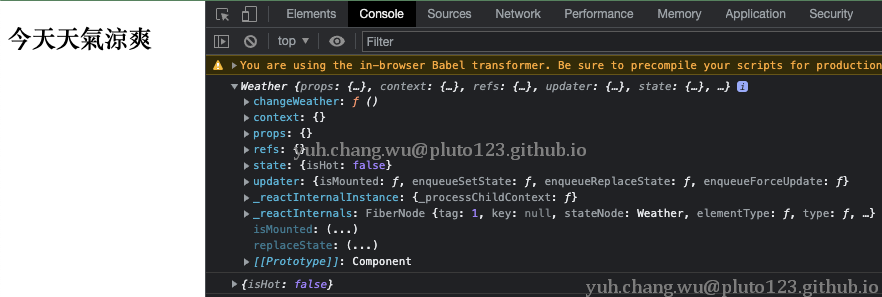 Elements Console Sources Network Performance Memory Application Security
今天天氣涼爽
top Filter
You are using the in-browser Babel transformer. Be sure to precompile your scripts for production
Weather {props: {…}, context: {…}, refs: {…}, updater: {…}, state: {…}, …} i
changeWeather: ƒ ()
context: {}
props: {}
refs: {}
yuh.chang.wu@pluto123.github.io
state: {isHot: false}
updater: {isMounted: ƒ, enqueueSetState: ƒ, enqueueReplaceState: ƒ, enqueueForceUpdate: ƒ}
_reactInternalInstance: {_processChildContext: ƒ}
_reactInternals: FiberNode {tag: 1, key: null, stateNode: Weather, elementType: ƒ, type: ƒ, …}
isMounted: (...)
replaceState: (...)
[[Prototype]]: Component
{isHot: false}
yuh.chang.wu@pluto123.github.io